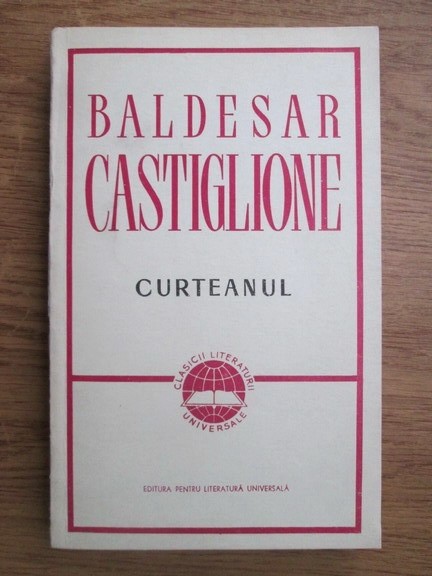 BALDESAR
CASTIGLIONE
CURTEANUL
CLASICII LITERATURII
UNIVERSALE
EDITURA PENTRU LITERATURĂ UNIVERSALĂ